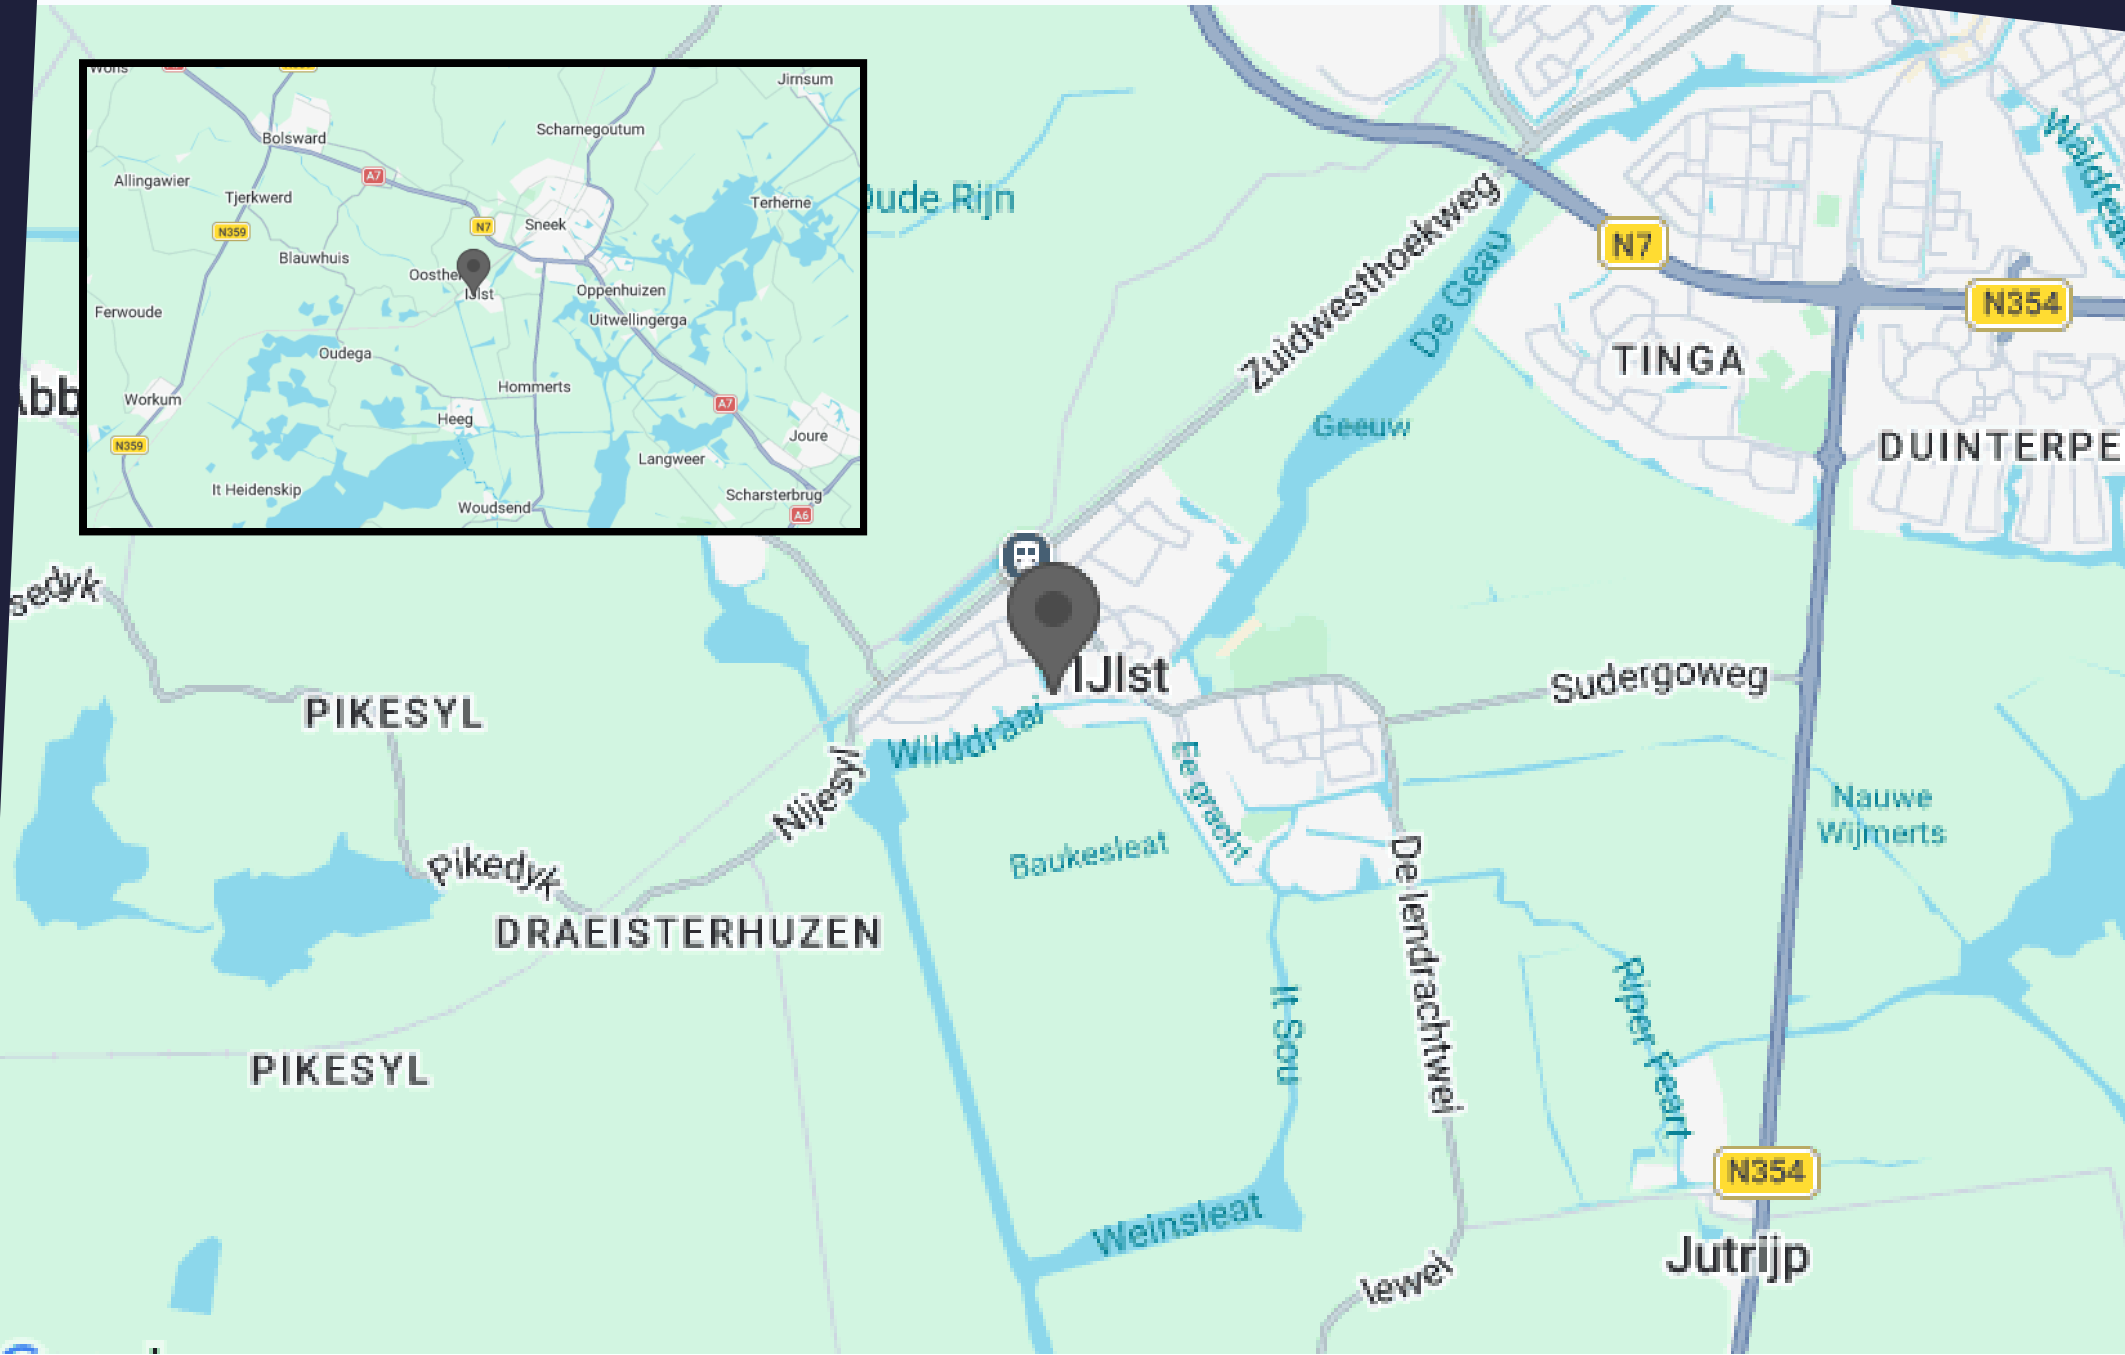 Jirnsum
Scharnegoutum
Bolsward
A7
Allingawier
Tjerkwerd
Terherne
Sneek
N359
N7
Blauwhuis
IJlst
Oppenhuizen
Ferwoude
Uitwellingerga
Oudega
Hommerts
Workum
A7
Heeg
Joure
N359
Langweer
It Heidenskip
Scharsterbrug
Woudsend
A6
Oude Rijn
Zuidwesthoekweg
De Geau
N7
N354
TINGA
Geeuw
DUINTERPE
IJlst
Sudergoweg
PIKESYL
Wilddraai
Nijesyl
Ee gracht
Nauwe
Wijmerts
Baukesleat
Pikedyk
De Iendrachtwei
DRAEISTERHUZEN
It Sou
Riper Feart
PIKESYL
N354
Weinsleat
Jutrijp